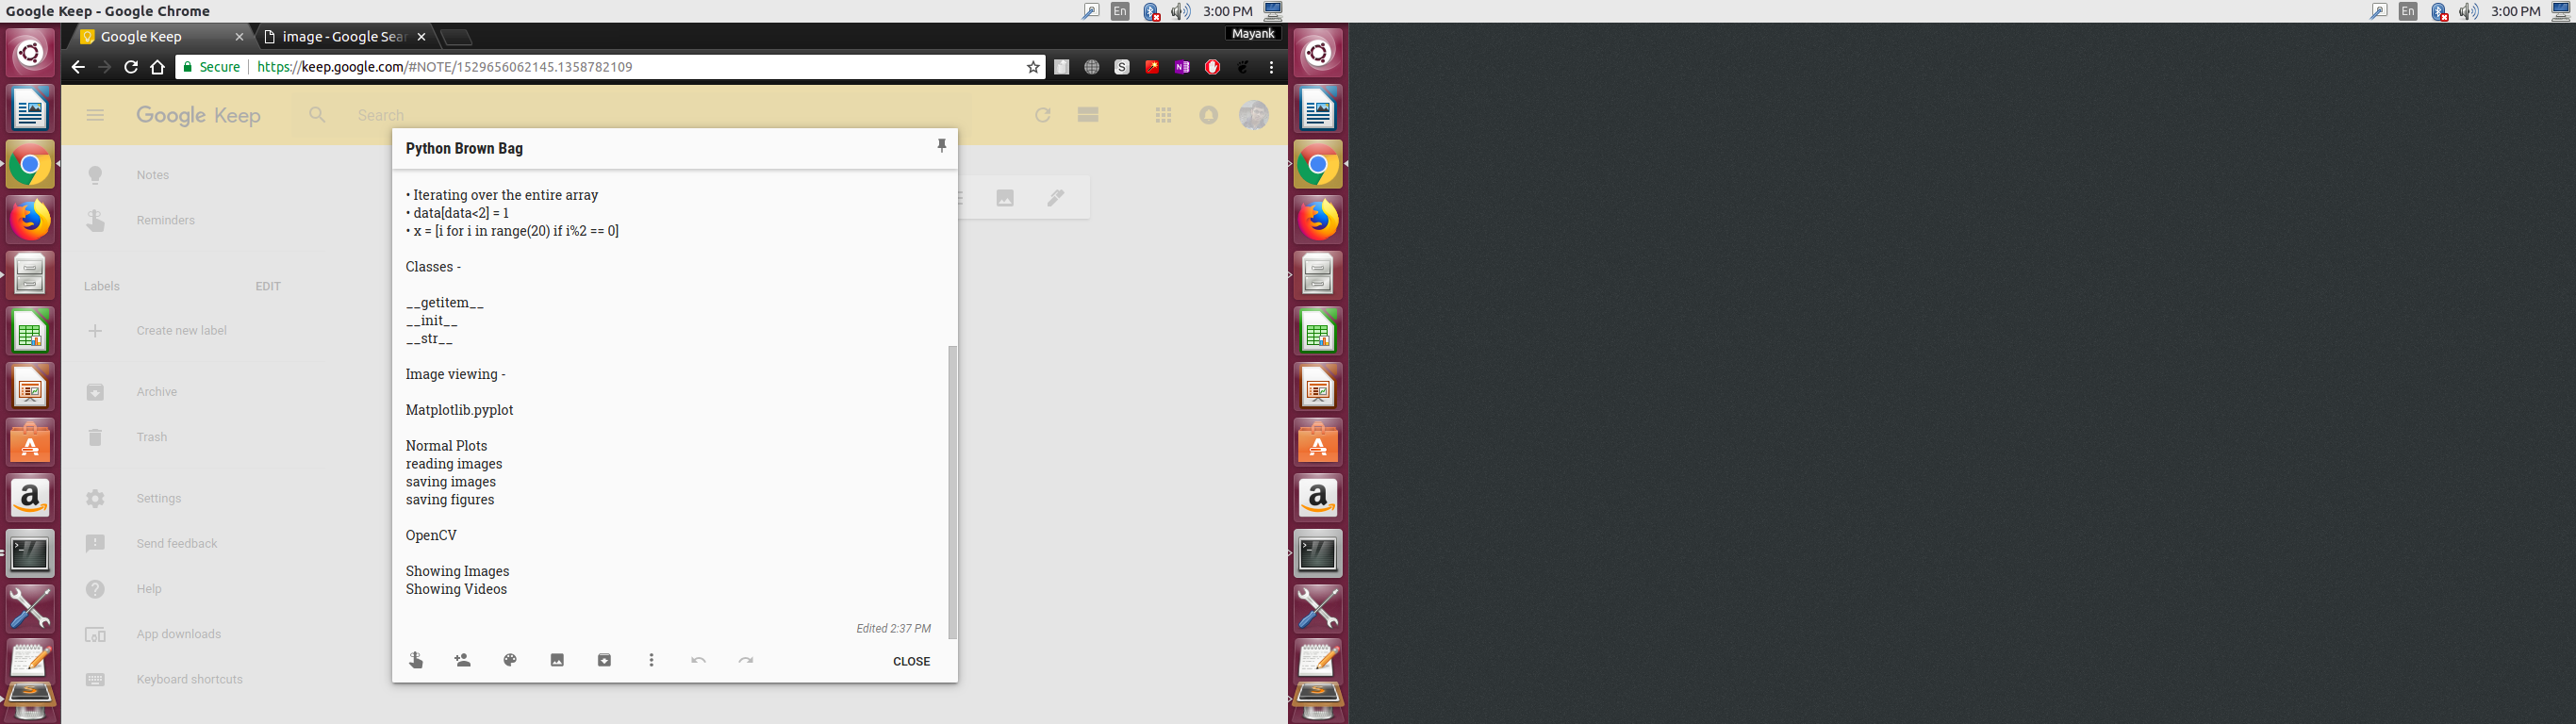 Google Keep - Google Chrome
En
3:00 PM
En
3:00 PM
Google Keep
image - Google Sear
Mayank
Secure
https://keep.google.com/#NOTE/1529656062145.1358782109
Google Keep
Search
Notes
Reminders
Labels
EDIT
Create new label
Archive
Trash
Settings
Send feedback
Help
App downloads
Keyboard shortcuts
Python Brown Bag
• Iterating over the entire array
• data[data<2] = 1
• x = [i for i in range(20) if i%2 == 0]
Classes -
__getitem__
__init__
__str__
Image viewing -
Matplotlib.pyplot
Normal Plots
reading images
saving images
saving figures
OpenCV
Showing Images
Showing Videos
Edited 2:37 PM
CLOSE